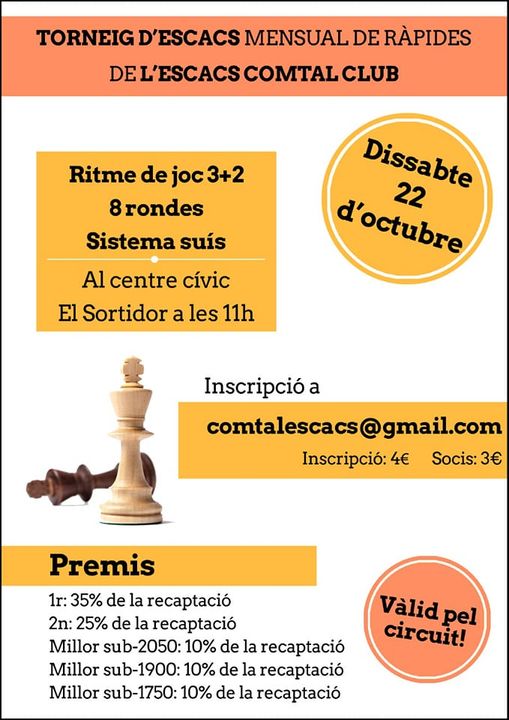 TORNEIG D’ESCACS MENSUAL DE RÀPIDES
DE L’ESCACS COMTAL CLUB
Dissabte
22
d’octubre
Ritme de joc 3+2
8 rondes
Sistema suís
Al centre cívic
El Sortidor a les 11h
Inscripció a
comtalescacs@gmail.com
Inscripció: 4€ Socis: 3€
Premis
1r: 35% de la recaptació
2n: 25% de la recaptació
Millor sub-2050: 10% de la recaptació
Millor sub-1900: 10% de la recaptació
Millor sub-1750: 10% de la recaptació
Vàlid pel
circuit!